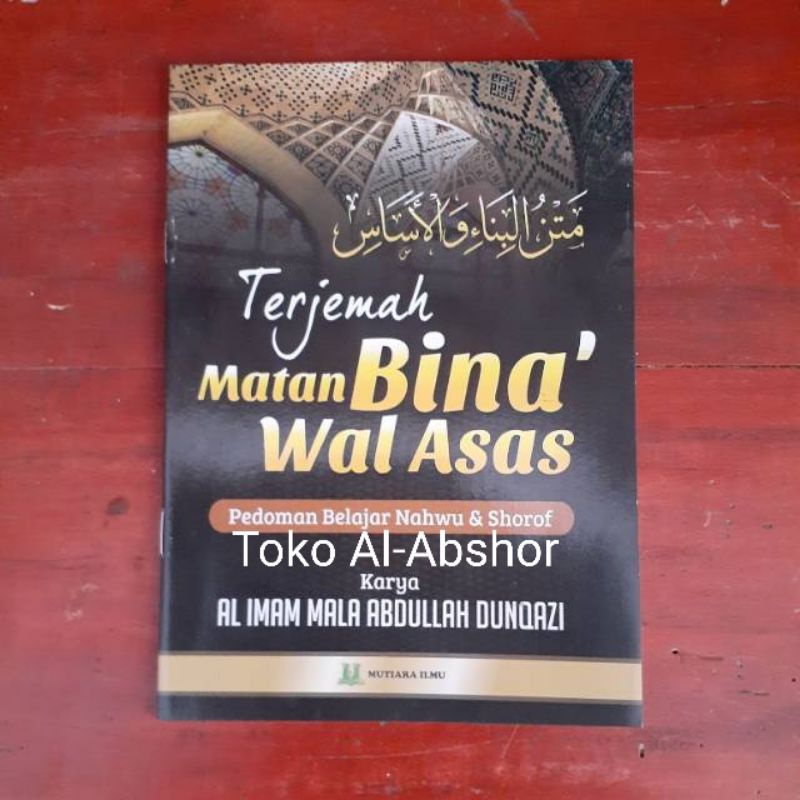 مَتْنُ الْبِنَاءِ وَالْأَسَاسِ
Terjemah
Matan Bina'
Wal Asas
Pedoman Belajar Nahwu & Shorof
Toko Al-Abshor
Karya
AL IMAM MALA ABDULLAH DUNQAZI
MUTIARA ILMU